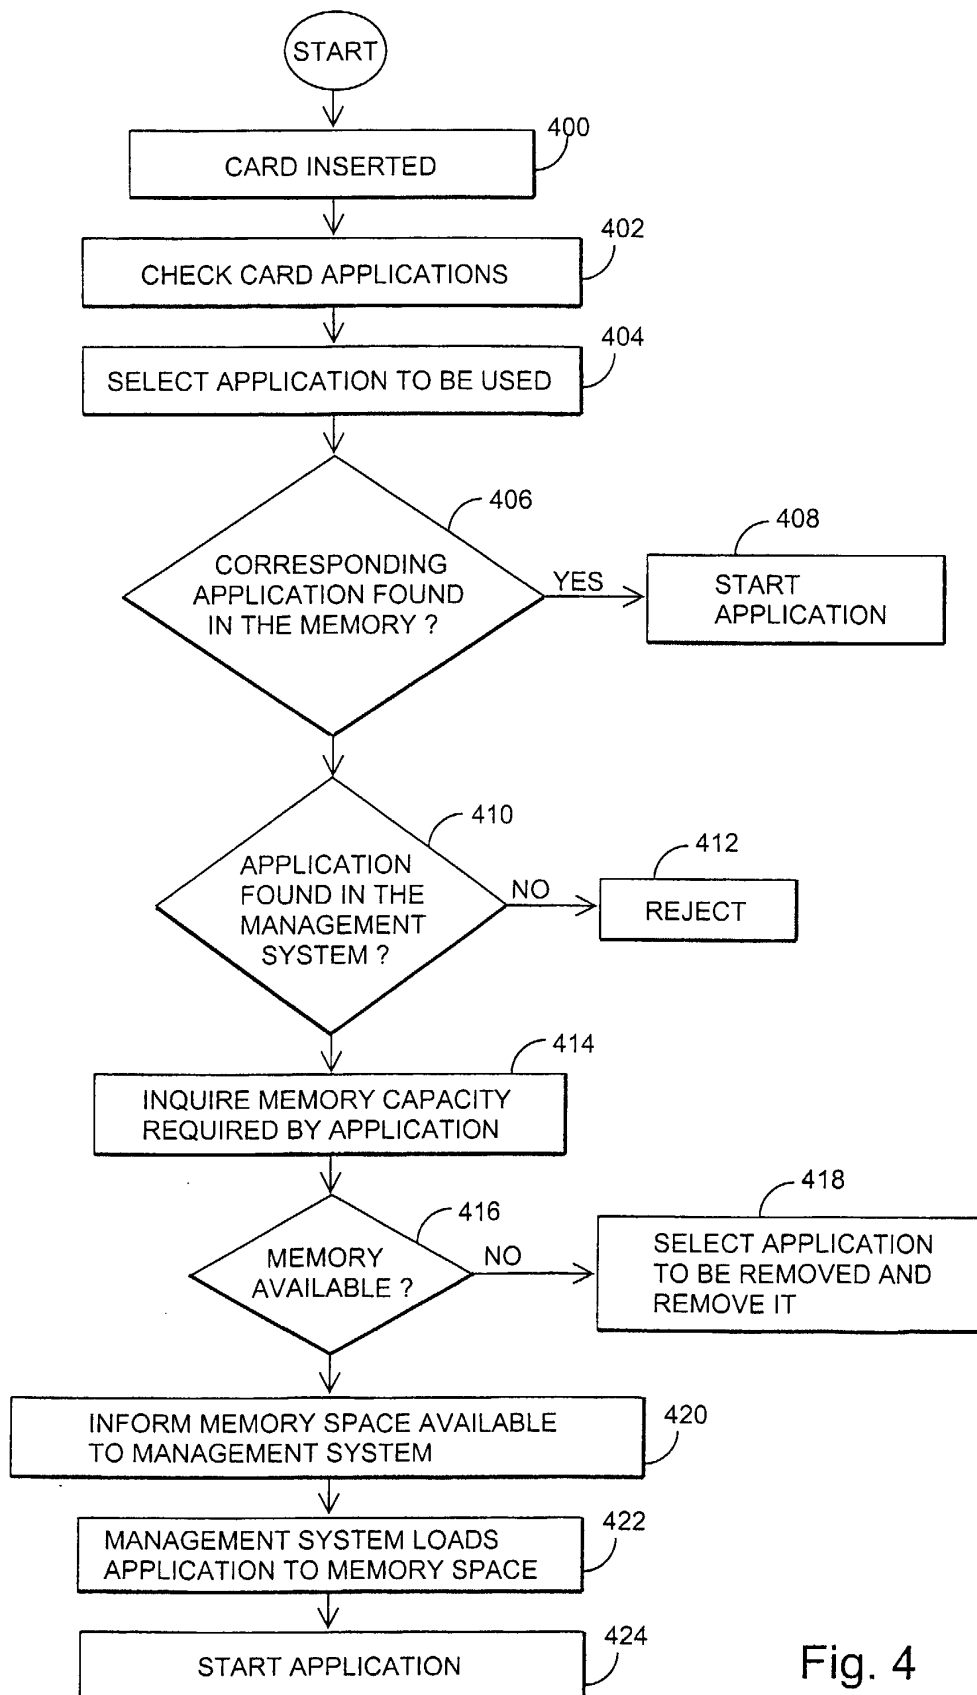 START
400
CARD INSERTED
402
CHECK CARD APPLICATIONS
404
SELECT APPLICATION TO BE USED
406
CORRESPONDING
APPLICATION FOUND
IN THE MEMORY ?
YES
408
START
APPLICATION
410
APPLICATION
FOUND IN THE
MANAGEMENT
SYSTEM ?
NO
412
REJECT
414
INQUIRE MEMORY CAPACITY
REQUIRED BY APPLICATION
416
MEMORY
AVAILABLE ?
NO
418
SELECT APPLICATION
TO BE REMOVED AND
REMOVE IT
INFORM MEMORY SPACE AVAILABLE
TO MANAGEMENT SYSTEM
420
MANAGEMENT SYSTEM LOADS
APPLICATION TO MEMORY SPACE
422
START APPLICATION
424
Fig. 4